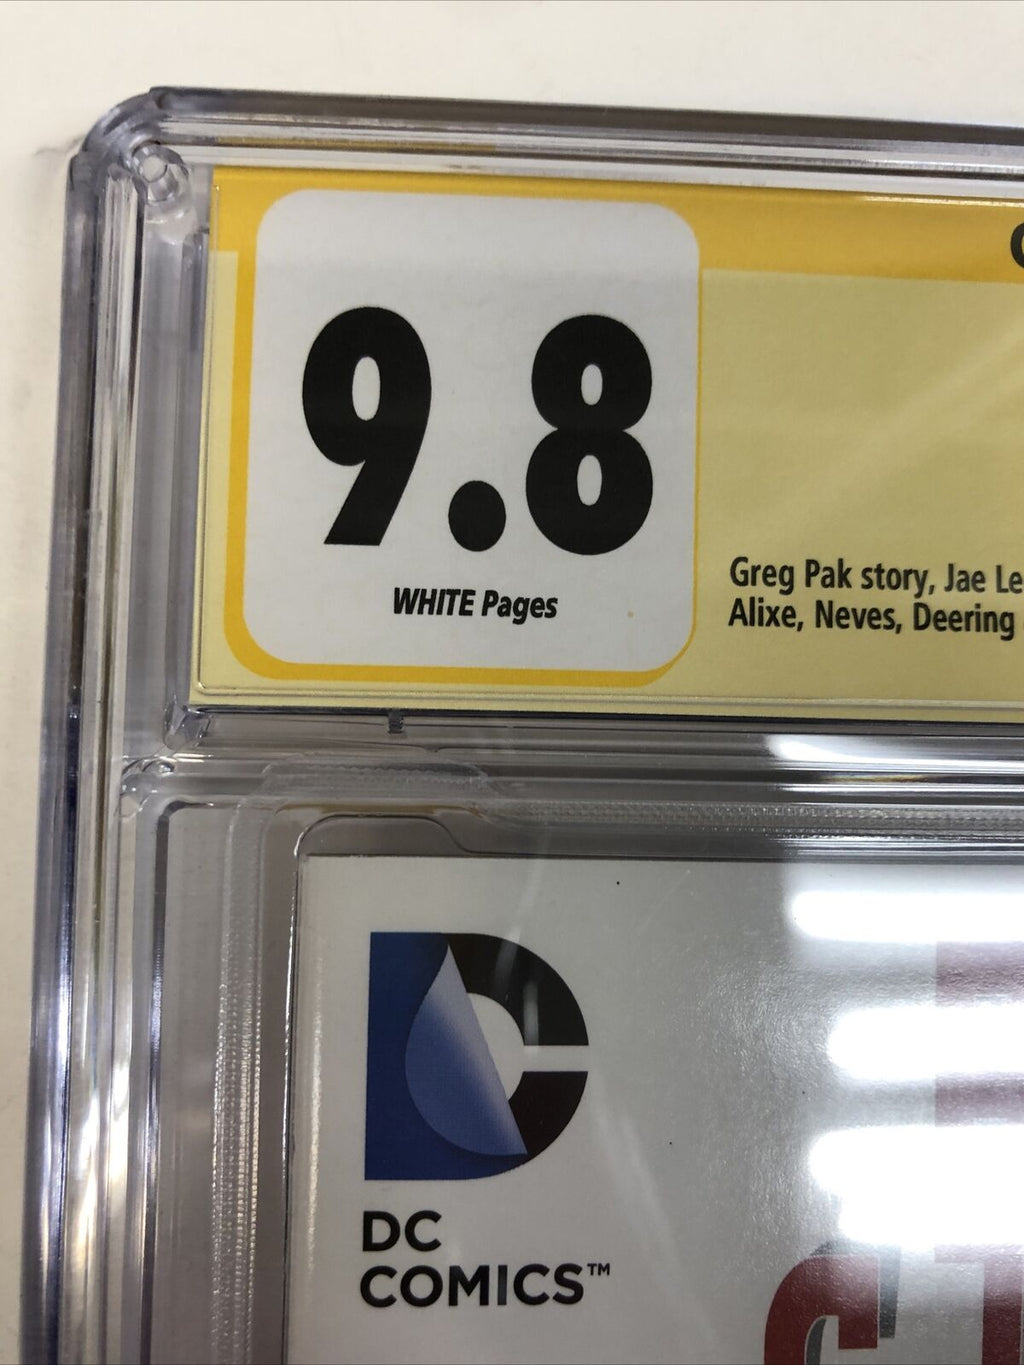 9.8
WHITE Pages
Greg Pak story, Jae Le
Alixe, Neves, Deering
DC
COMICS™